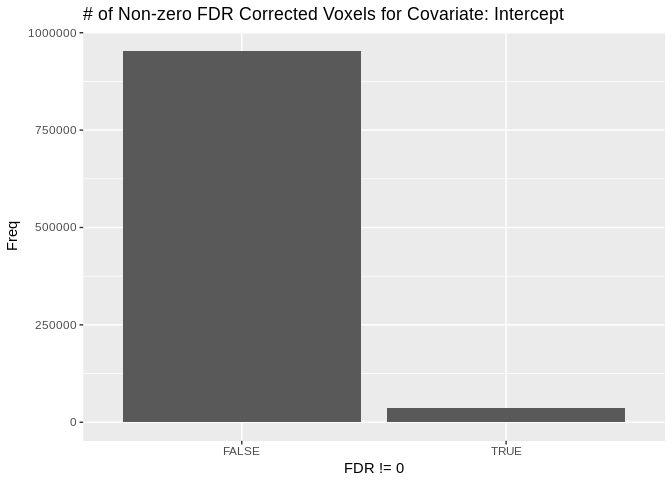 # of Non-zero FDR Corrected Voxels for Covariate: Intercept
1000000
750000
500000
250000
0
Freq
FALSE
TRUE
FDR != 0